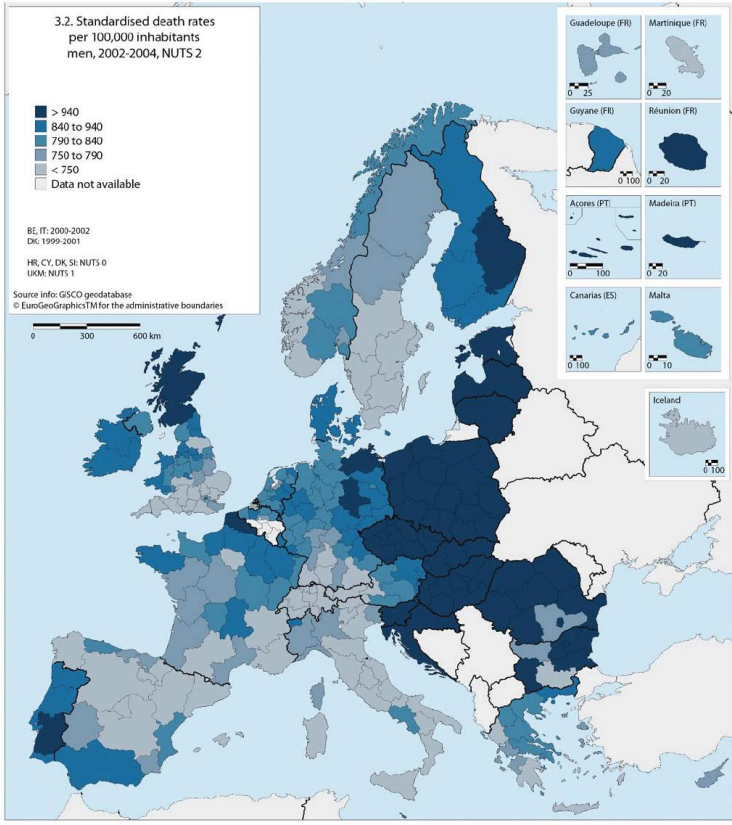 3.2. Standardised death rates
per 100,000 inhabitants
men, 2002-2004, NUTS 2
> 940
840 to 940
790 to 840
750 to 790
< 750
Data not available
BE, IT: 2000-2002
DK: 1999-2001
HR, CY, DK, SI: NUTS 0
UKM: NUTS 1
Source info: GISCO geodatabase
© EuroGeoGraphicsTM for the administrative boundaries
0 300 600 km
Guadeloupe (FR)
0 25
Martinique (FR)
0 20
Guyane (FR)
0 100
Réunion (FR)
0 20
Açores (PT)
0 100
Madeira (PT)
0 20
Canarias (ES)
0 100
Malta
0 10
Iceland
0 100